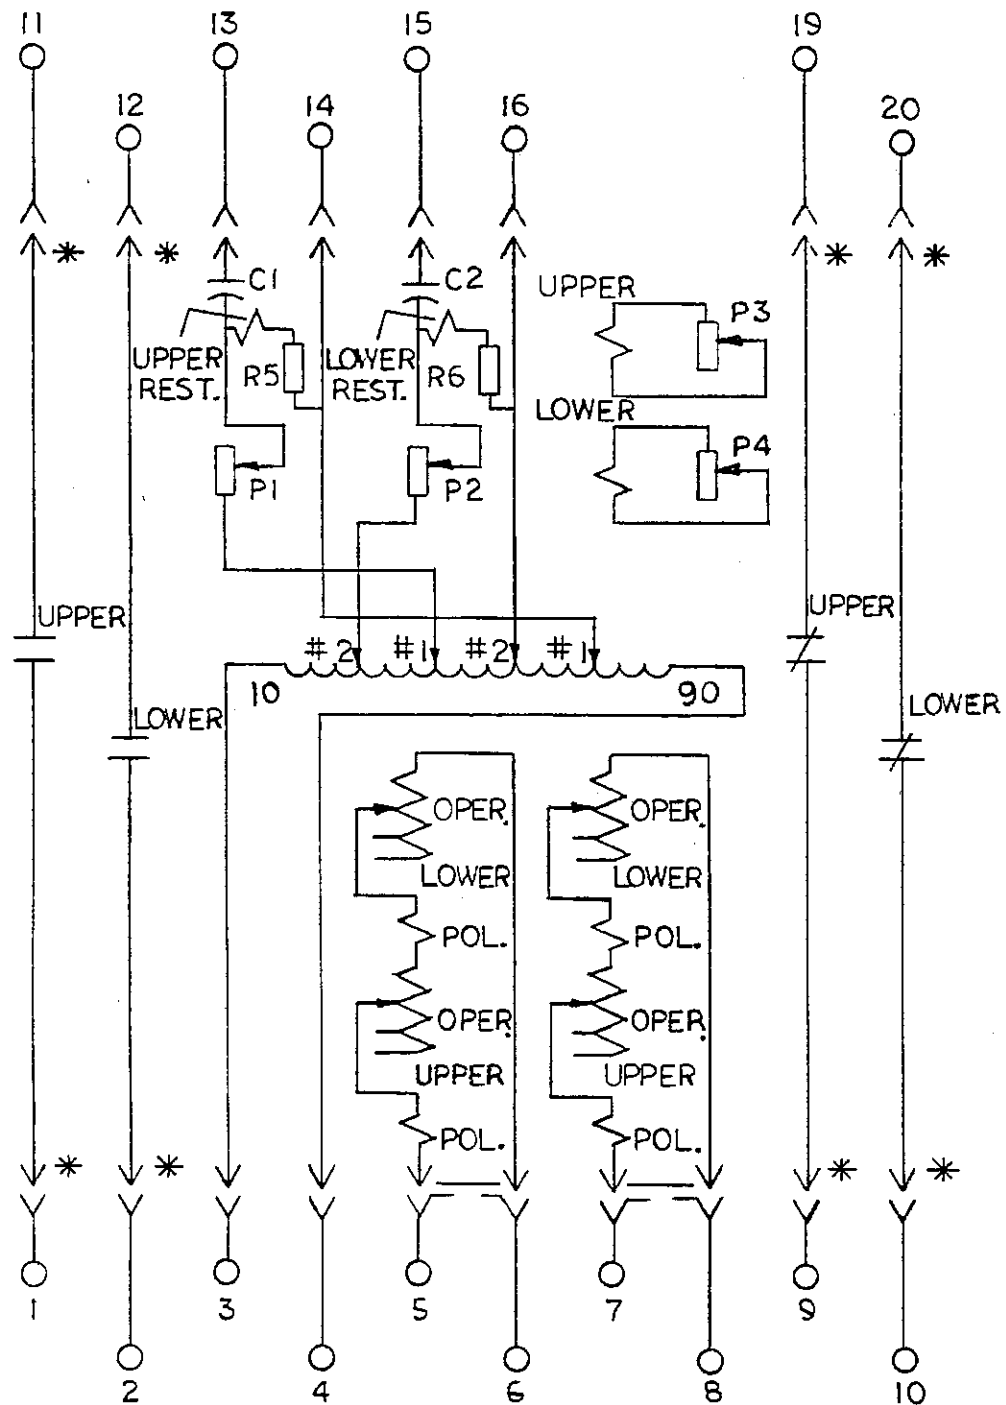 11 13 15 19
12 14 16 20
* * * *
C1 C2 UPPER P3
UPPER REST. R5 LOWER REST. R6
LOWER P4
P1 P2
UPPER UPPER
#2 #1 #2 #1
10 90
LOWER LOWER
OPER. OPER.
LOWER LOWER
POL. POL.
OPER. OPER.
UPPER UPPER
POL. POL.
* * * *
1 3 5 7 9
2 4 6 8 10